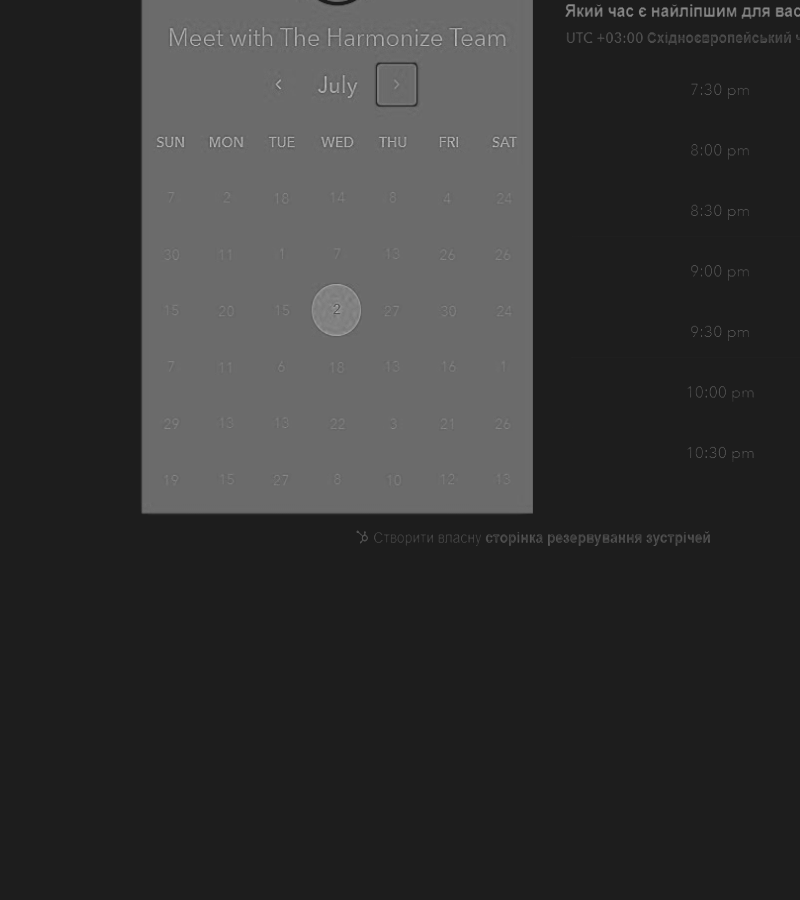 Meet with The Harmonize Team
July
SUN MON TUE WED THU FRI SAT
7 2 18 14 8 4 24
30 11 1 7 13 26 26
15 20 15 2 27 30 24
7 11 6 18 13 16 1
29 13 13 22 3 21 26
19 15 27 8 10 12 13
Який час є найліпшим для вас
UTC +03:00 Східноєвропейський ч
7:30 pm
8:00 pm
8:30 pm
9:00 pm
9:30 pm
10:00 pm
10:30 pm
Створити власну сторінка резервування зустрічей